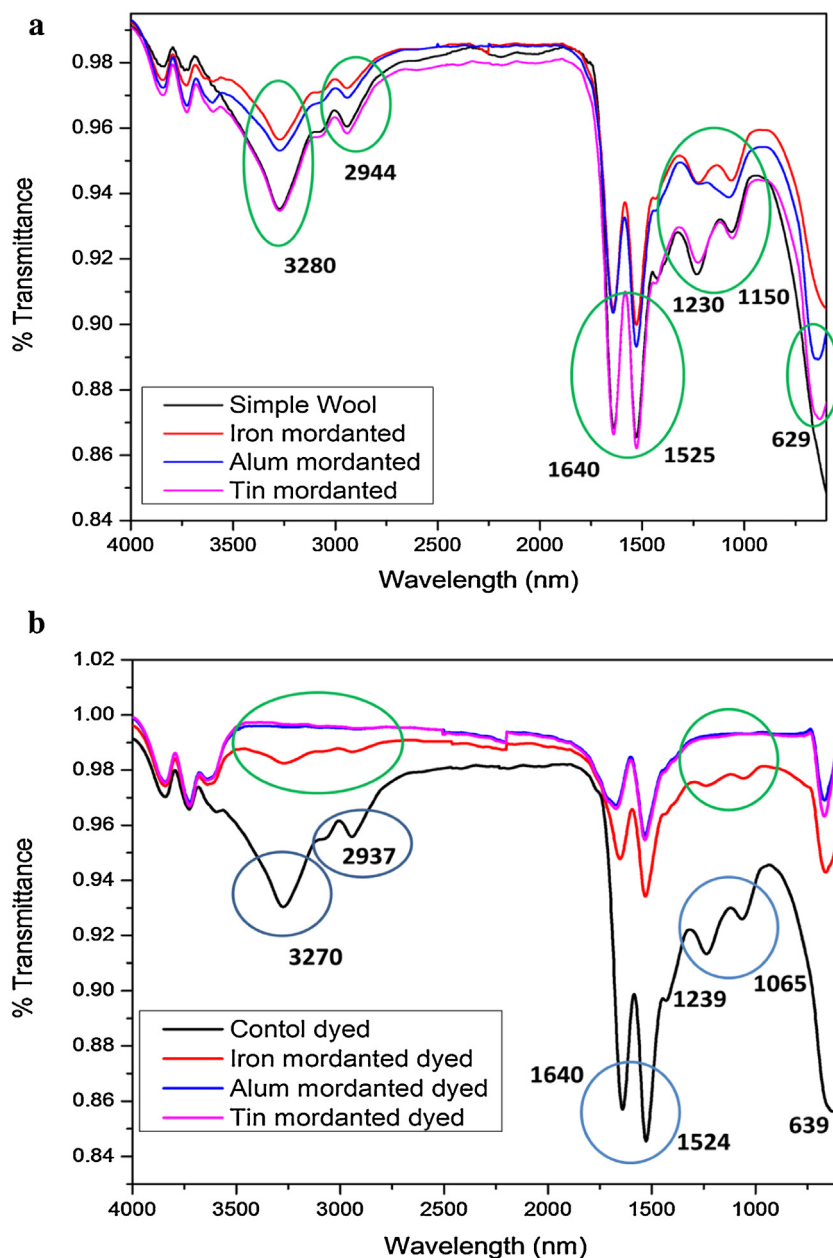 a
0.98
0.96
0.94
0.92
0.90
0.88
0.86
0.84
% Transmittance
2944
3280
1230 1150
1640
1525
629
Simple Wool
Iron mordanted
Alum mordanted
Tin mordanted
4000 3500 3000 2500 2000 1500 1000
Wavelength (nm)
b
1.02
1.00
0.98
0.96
0.94
0.92
0.90
0.88
0.86
0.84
% Transmittance
2937
3270
1239 1065
1640
1524
639
Contol dyed
Iron mordanted dyed
Alum mordanted dyed
Tin mordanted dyed
4000 3500 3000 2500 2000 1500 1000
Wavelength (nm)